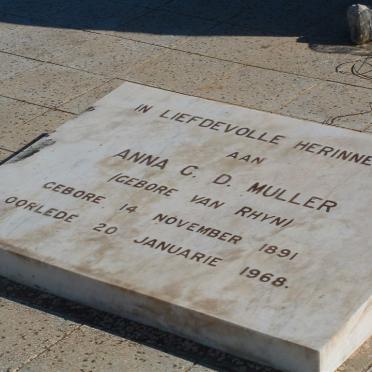 IN LIEFDEVOLLE HERINNE
AAN
ANNA C. D. MULLER
(GEBORE VAN RHYN)
GEBORE 14 NOVEMBER 1891
OORLEDE 20 JANUARIE 1968.